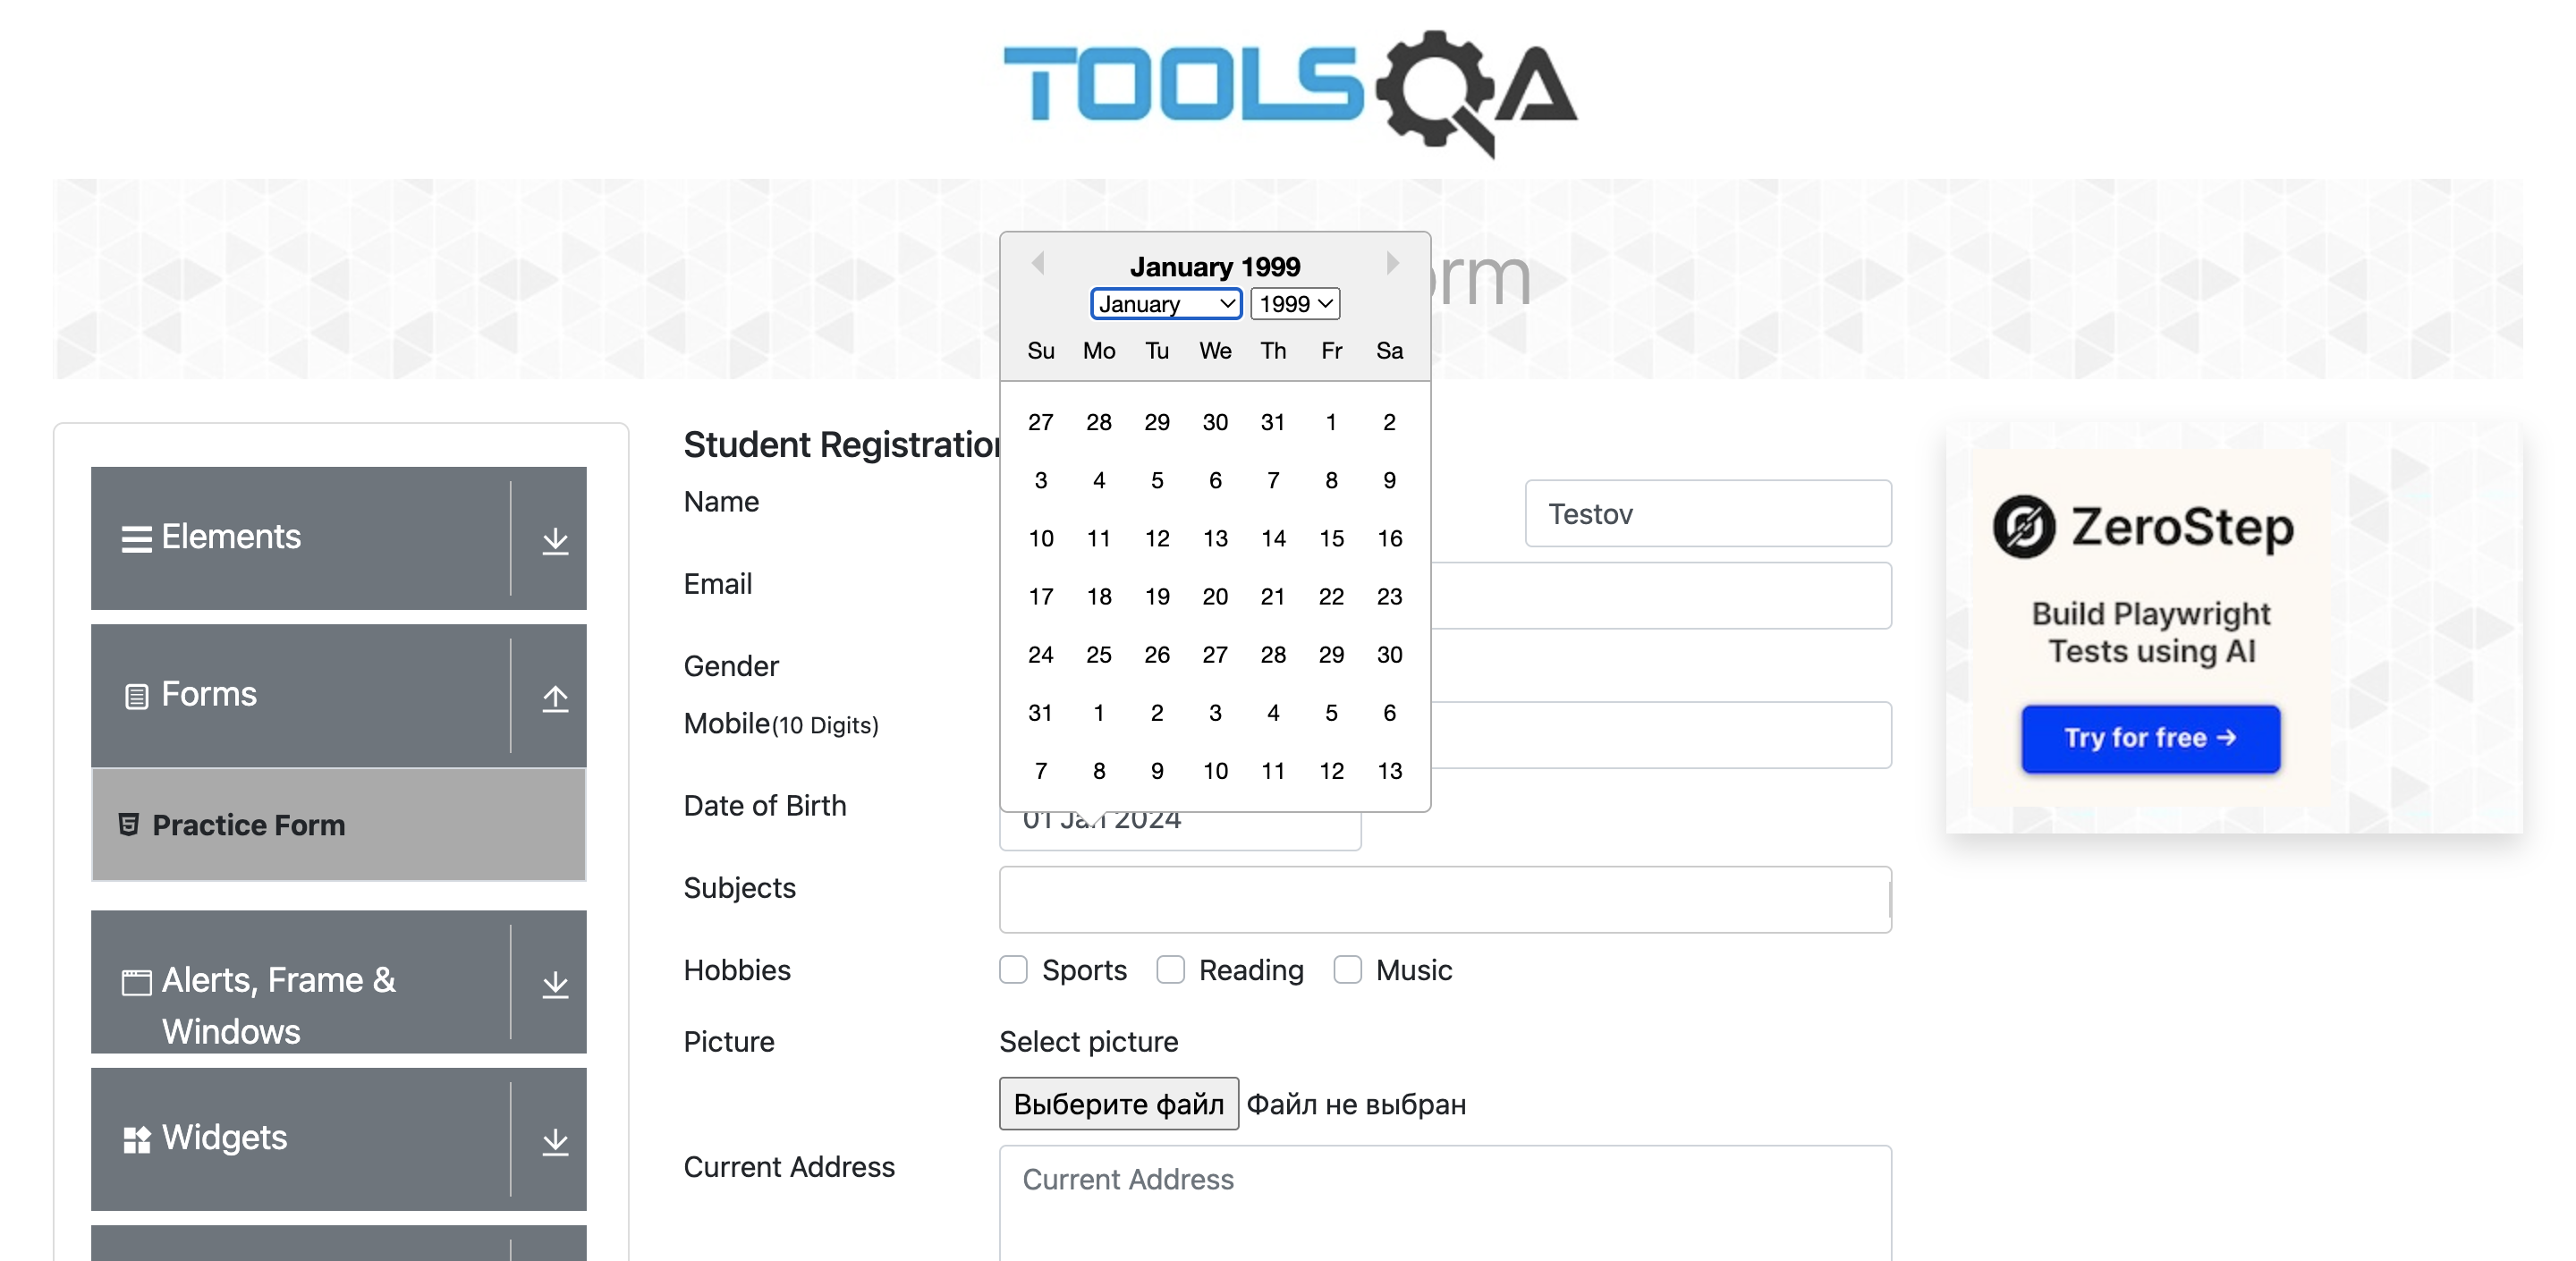 TOOLSQA
orm
January 1999
January 1999
Su Mo Tu We Th Fr Sa
27 28 29 30 31 1 2
3 4 5 6 7 8 9
10 11 12 13 14 15 16
17 18 19 20 21 22 23
24 25 26 27 28 29 30
31 1 2 3 4 5 6
7 8 9 10 11 12 13
Elements
Forms
Practice Form
Alerts, Frame &
Windows
Widgets
Student Registration
Name
Testov
Email
Gender
Mobile(10 Digits)
Date of Birth
01 Jan 2024
Subjects
Hobbies
Sports Reading Music
Picture
Select picture
Выберите файл Файл не выбран
Current Address
Current Address
ZeroStep
Build Playwright
Tests using AI
Try for free →